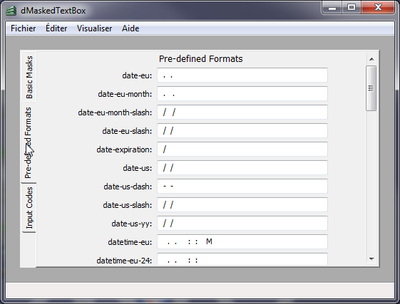 dMaskedTextBox
Fichier Éditer Visualiser Aide
Basic Masks
Pre-defined Formats
Input Codes
Pre-defined Formats
date-eu: . .
date-eu-month: . .
date-eu-month-slash: / /
date-eu-slash: / /
date-expiration: /
date-us: / /
date-us-dash: - -
date-us-slash: / /
date-us-yy: / /
datetime-eu: . . : : M
datetime-eu-24: . . : :